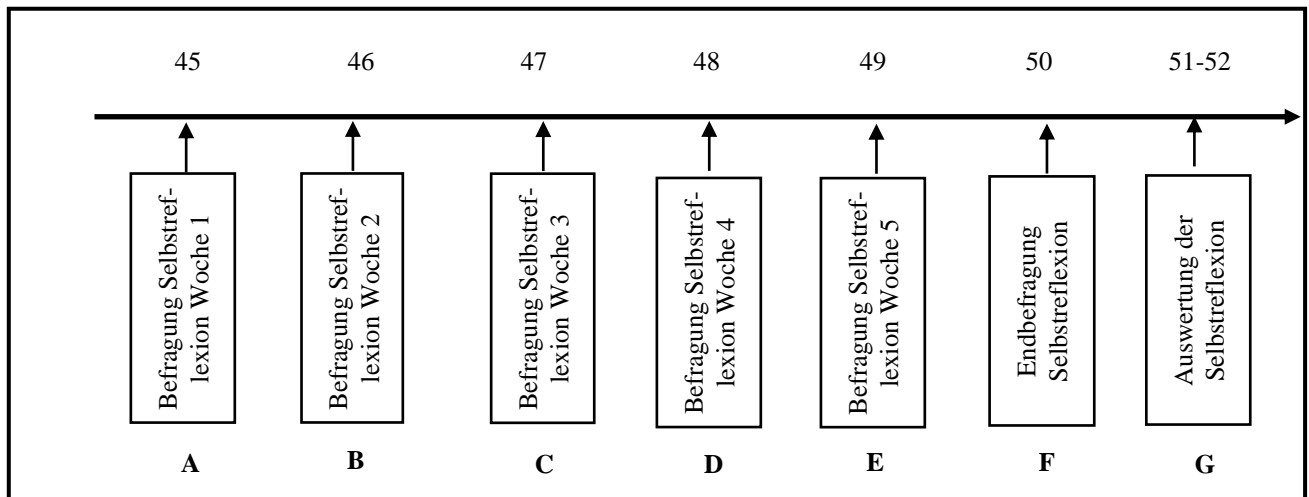 45 46 47 48 49 50 51-52
Befragung Selbstref-
lexion Woche 1
Befragung Selbstref-
lexion Woche 2
Befragung Selbstref-
lexion Woche 3
Befragung Selbstref-
lexion Woche 4
Befragung Selbstref-
lexion Woche 5
Endbefragung
Selbstreflexion
Auswertung der
Selbstreflexion
A B C D E F G